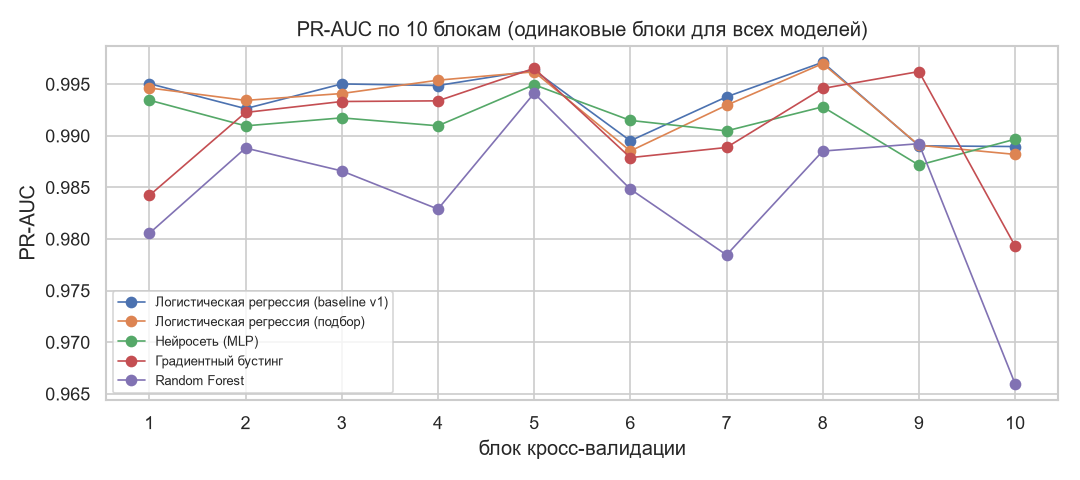 PR-AUC по 10 блокам (одинаковые блоки для всех моделей)
PR-AUC
0.995
0.990
0.985
0.980
0.975
0.970
0.965
Логистическая регрессия (baseline v1)
Логистическая регрессия (подбор)
Нейросеть (MLP)
Градиентный бустинг
Random Forest
1 2 3 4 5 6 7 8 9 10
блок кросс-валидации